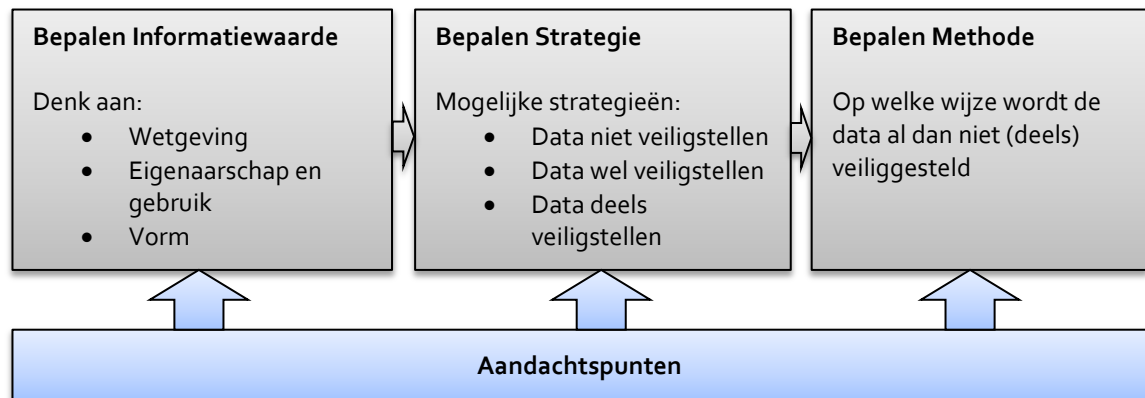 Bepalen Informatiewaarde
Denk aan:
• Wetgeving
• Eigenaarschap en
gebruik
• Vorm
Bepalen Strategie
Mogelijke strategieën:
• Data niet veiligstellen
• Data wel veiligstellen
• Data deels
veiligstellen
Bepalen Methode
Op welke wijze wordt de
data al dan niet (deels)
veiliggesteld
Aandachtspunten